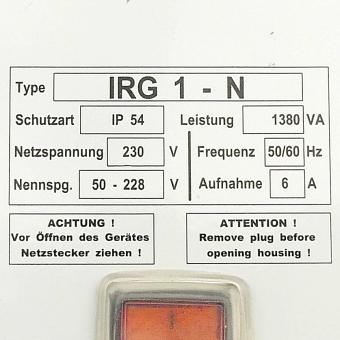 Type IRG 1 - N
Schutzart IP 54 Leistung 1380 VA
Netzspannung 230 V Frequenz 50/60 Hz
Nennspg. 50 - 228 V Aufnahme 6 A
ACHTUNG ! ATTENTION !
Vor Öffnen des Gerätes Remove plug before
Netzstecker ziehen ! opening housing !